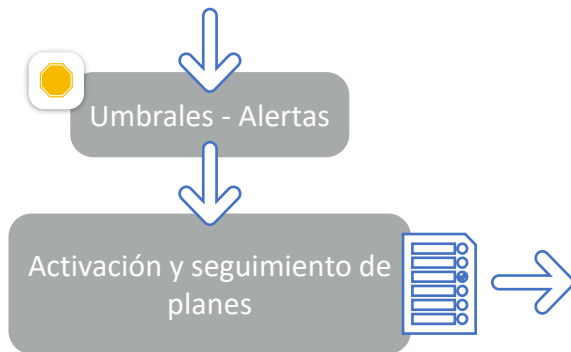 Umbrales - Alertas
Activación y seguimiento de
planes